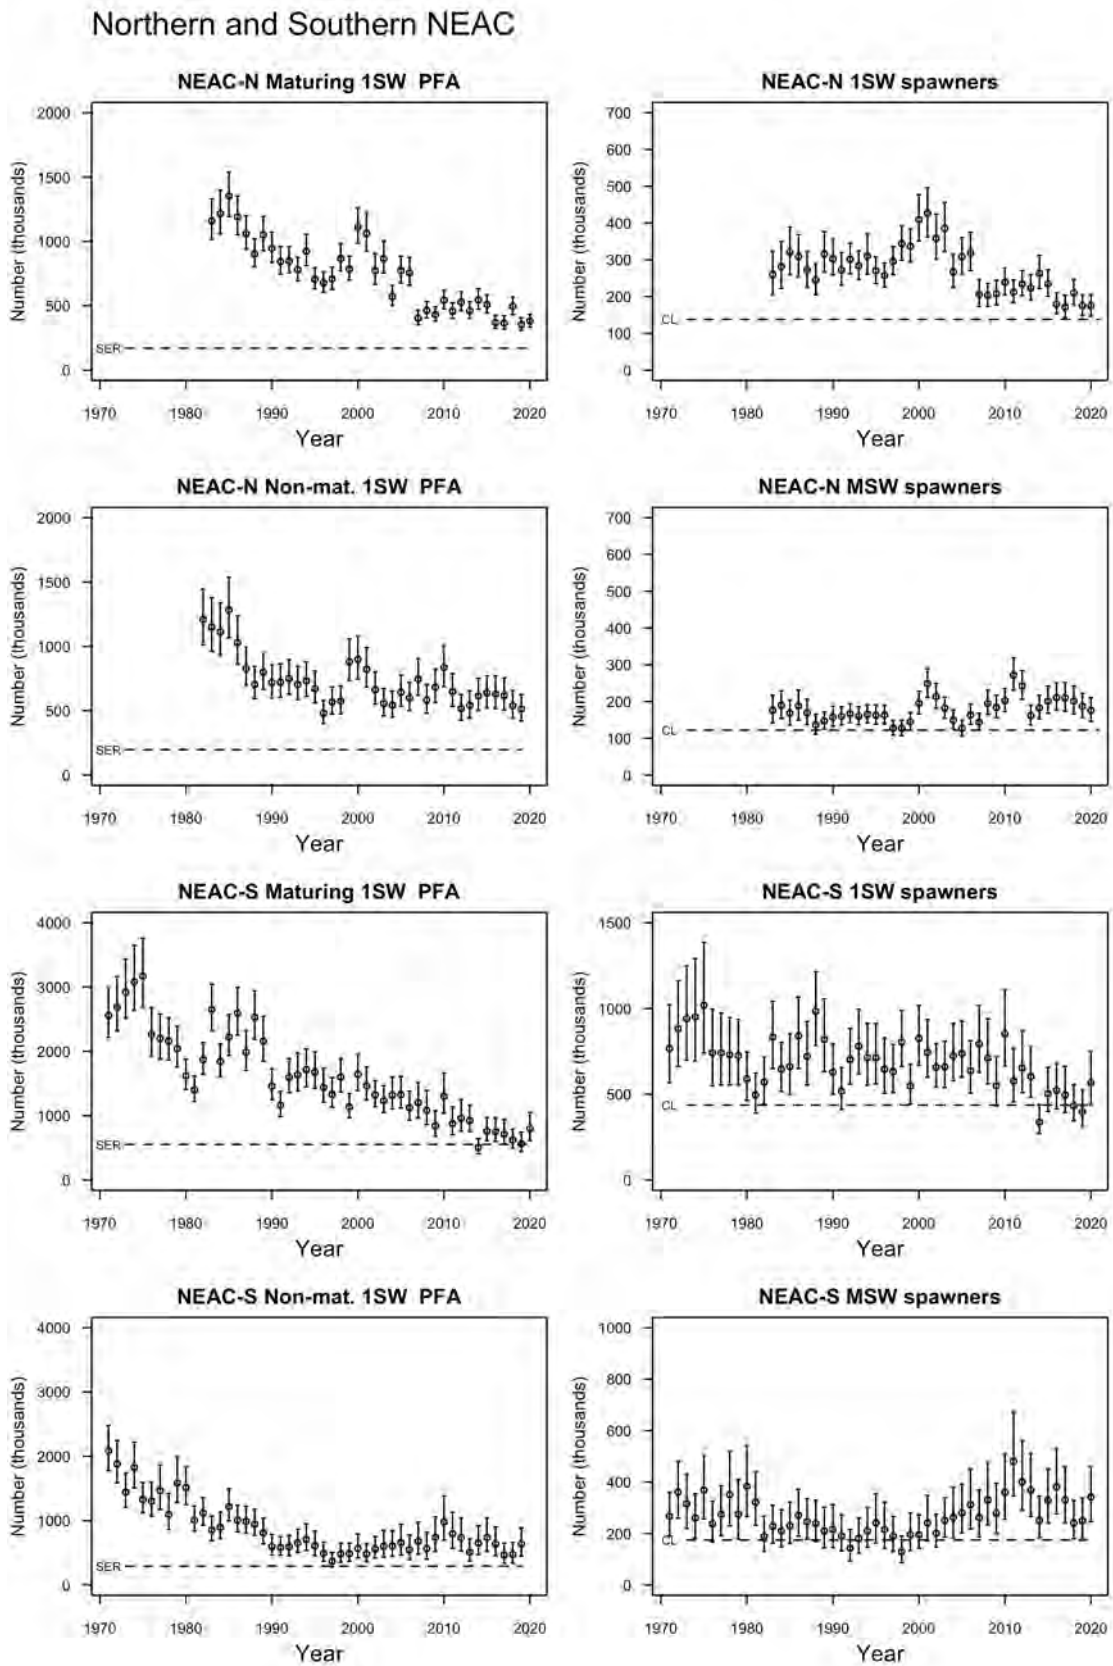 Northern and Southern NEAC
NEAC-N Maturing 1SW PFA
Number (thousands)
2000
1500
1000
500
0
SER
1970 1980 1990 2000 2010 2020
Year
NEAC-N 1SW spawners
Number (thousands)
700
600
500
400
300
200
100
0
CL
1970 1980 1990 2000 2010 2020
Year
NEAC-N Non-mat. 1SW PFA
Number (thousands)
2000
1500
1000
500
0
SER
1970 1980 1990 2000 2010 2020
Year
NEAC-N MSW spawners
Number (thousands)
700
600
500
400
300
200
100
0
CL
1970 1980 1990 2000 2010 2020
Year
NEAC-S Maturing 1SW PFA
Number (thousands)
4000
3000
2000
1000
0
SER
1970 1980 1990 2000 2010 2020
Year
NEAC-S 1SW spawners
Number (thousands)
1500
1000
500
0
CL
1970 1980 1990 2000 2010 2020
Year
NEAC-S Non-mat. 1SW PFA
Number (thousands)
4000
3000
2000
1000
0
SER
1970 1980 1990 2000 2010 2020
Year
NEAC-S MSW spawners
Number (thousands)
1000
800
600
400
200
0
CL
1970 1980 1990 2000 2010 2020
Year